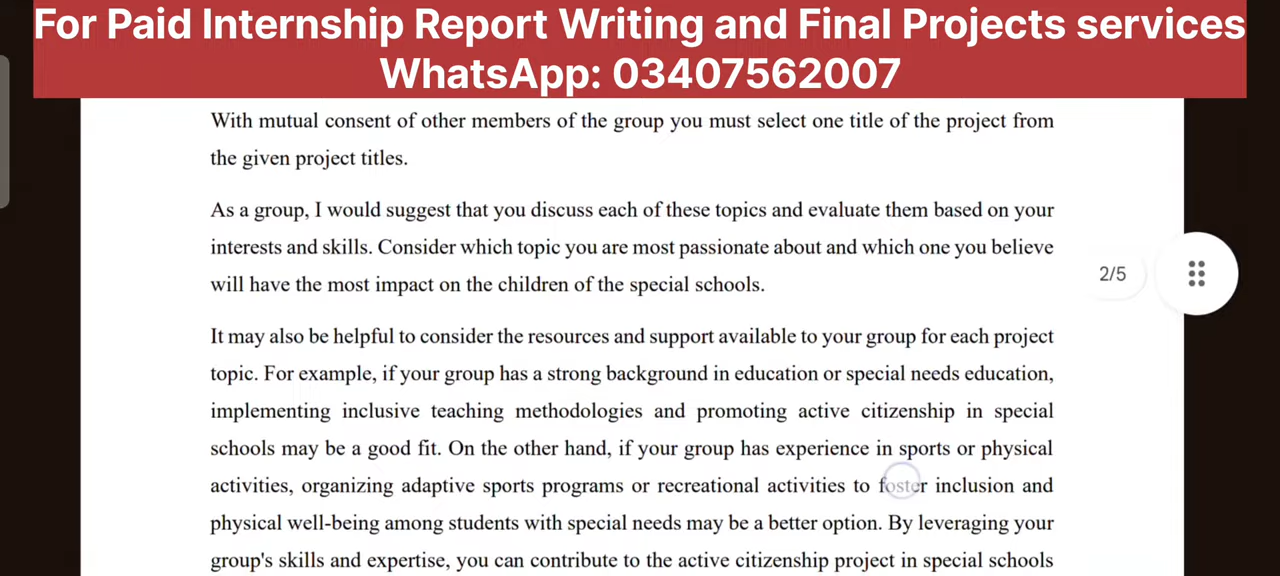 For Paid Internship Report Writing and Final Projects services
WhatsApp: 03407562007
With mutual consent of other members of the group you must select one title of the project from
the given project titles.
As a group, I would suggest that you discuss each of these topics and evaluate them based on your
interests and skills. Consider which topic you are most passionate about and which one you believe
will have the most impact on the children of the special schools.
2/5
It may also be helpful to consider the resources and support available to your group for each project
topic. For example, if your group has a strong background in education or special needs education,
implementing inclusive teaching methodologies and promoting active citizenship in special
schools may be a good fit. On the other hand, if your group has experience in sports or physical
activities, organizing adaptive sports programs or recreational activities to foster inclusion and
physical well-being among students with special needs may be a better option. By leveraging your
group's skills and expertise, you can contribute to the active citizenship project in special schools